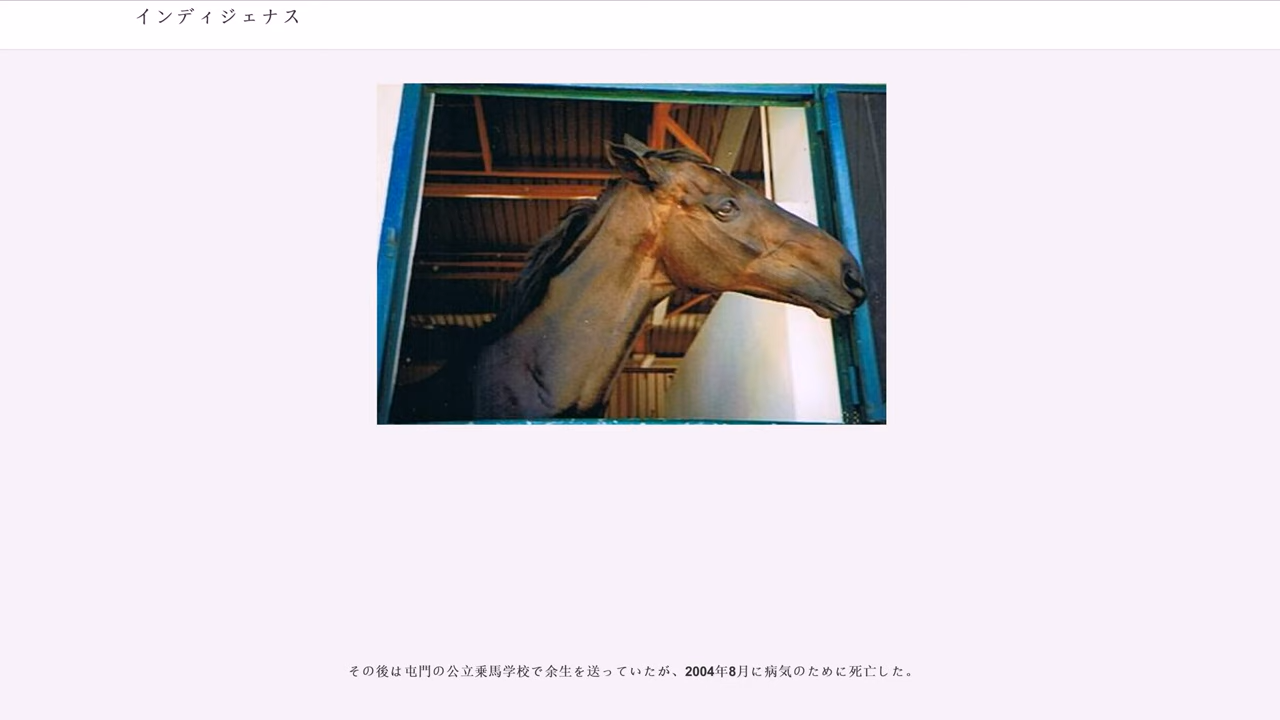 インディジェナス
その後は屯門の公立乗馬学校で余生を送っていたが、2004年8月に病気のために死亡した。